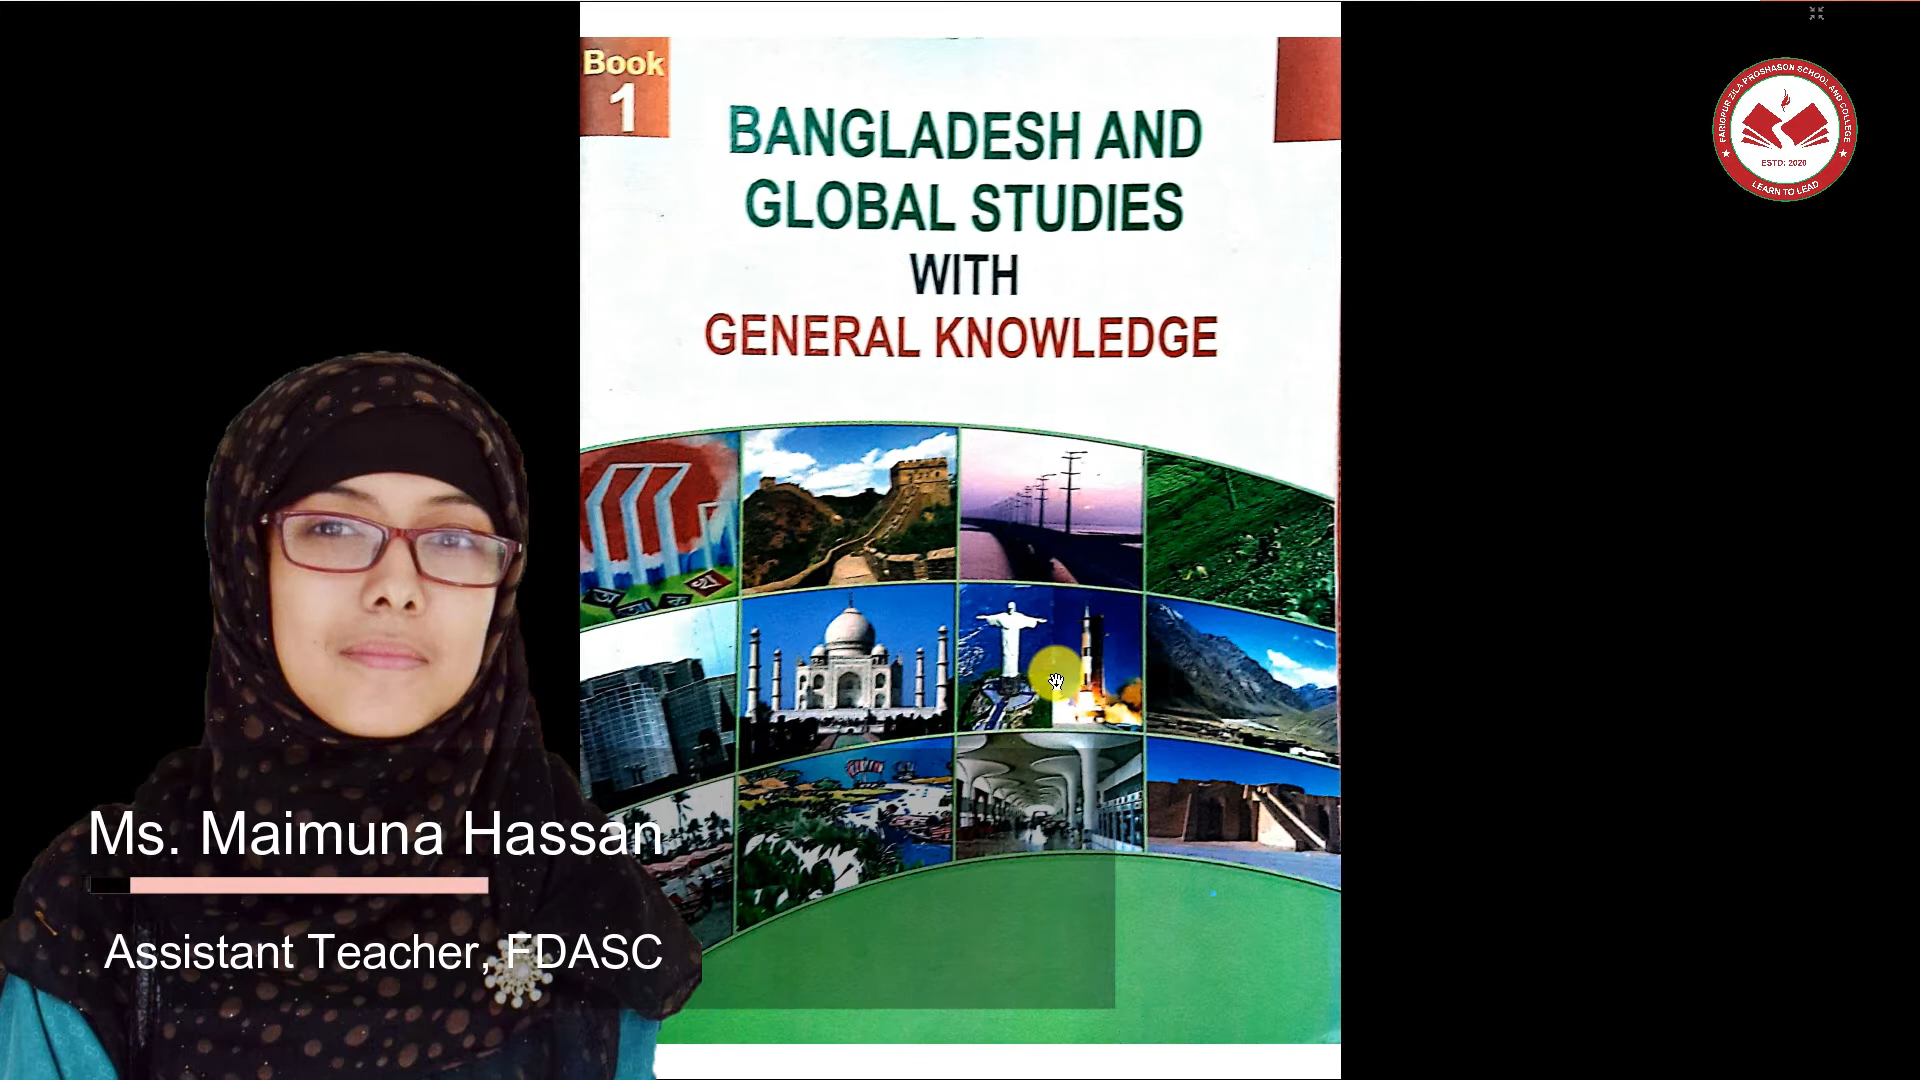 Book
1
BANGLADESH AND
GLOBAL STUDIES
WITH
GENERAL KNOWLEDGE
FARIDPUR ZILA PROSHASON SCHOOL AND COLLEGE
ESTD: 2020
LEARN TO LEAD
অ
আ
ক
Ms. Maimuna Hassan
Assistant Teacher, FDASC